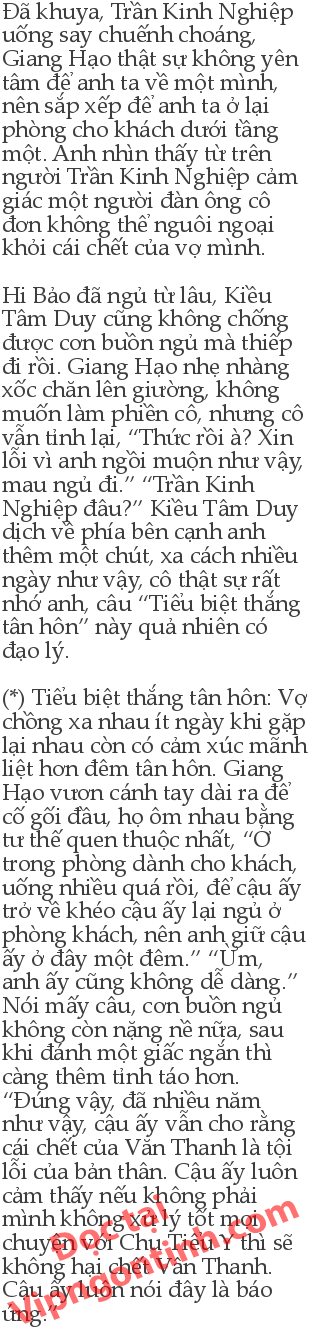 Đã khuya, Trần Kinh Nghiệp
uống say chuếnh choáng,
Giang Hạo thật sự không yên
tâm để anh ta về một mình,
nên sắp xếp để anh ta ở lại
phòng cho khách dưới tầng
một. Anh nhìn thấy từ trên
người Trần Kinh Nghiệp cảm
giác một người đàn ông cô
đơn không thể nguôi ngoại
khỏi cái chết của vợ mình.
Hi Bảo đã ngủ từ lâu, Kiều
Tâm Duy cũng không chống
được cơn buồn ngủ mà thiếp
đi rồi. Giang Hạo nhẹ nhàng
xốc chăn lên giường, không
muốn làm phiền cô, nhưng cô
vẫn tỉnh lại, “Thức rồi à? Xin
lỗi vì anh ngồi muộn như vậy,
mau ngủ đi.” “Trần Kinh
Nghiệp đâu?” Kiều Tâm Duy
dịch về phía bên cạnh anh
thêm một chút, xa cách nhiều
ngày như vậy, cô thật sự rất
nhớ anh, câu “Tiểu biệt thắng
tân hôn” này quả nhiên có
đạo lý.
(*) Tiểu biệt thắng tân hôn: Vợ
chồng xa nhau ít ngày khi gặp
lại nhau còn có cảm xúc mãnh
liệt hơn đêm tân hôn. Giang
Hạo vươn cánh tay dài ra để
cố gối đầu, họ ôm nhau bằng
tư thế quen thuộc nhất, “Ở
trong phòng dành cho khách,
uống nhiều quá rồi, để cậu ấy
trở về khéo cậu ấy lại ngủ ở
phòng khách, nên anh giữ cậu
ấy ở đây một đêm.” “Ừm,
anh ấy cũng không dễ dàng.”
Nói mấy câu, cơn buồn ngủ
không còn nặng nề nữa, sau
khi đánh một giấc ngắn thì
càng thêm tỉnh táo hơn.
“Đúng vậy, đã nhiều năm
như vậy, cậu ấy vẫn cho rằng
cái chết của Văn Thanh là tội
lỗi của bản thân. Cậu ấy luôn
cảm thấy nếu không phải
mình không xử lý tốt mọi
chuyện với Chu Tiểu Ý thì sẽ
không hại chết Văn Thanh.
Cậu ấy luôn nói đây là báo
ứng.”
Đọc tại
Vipngontinh.com